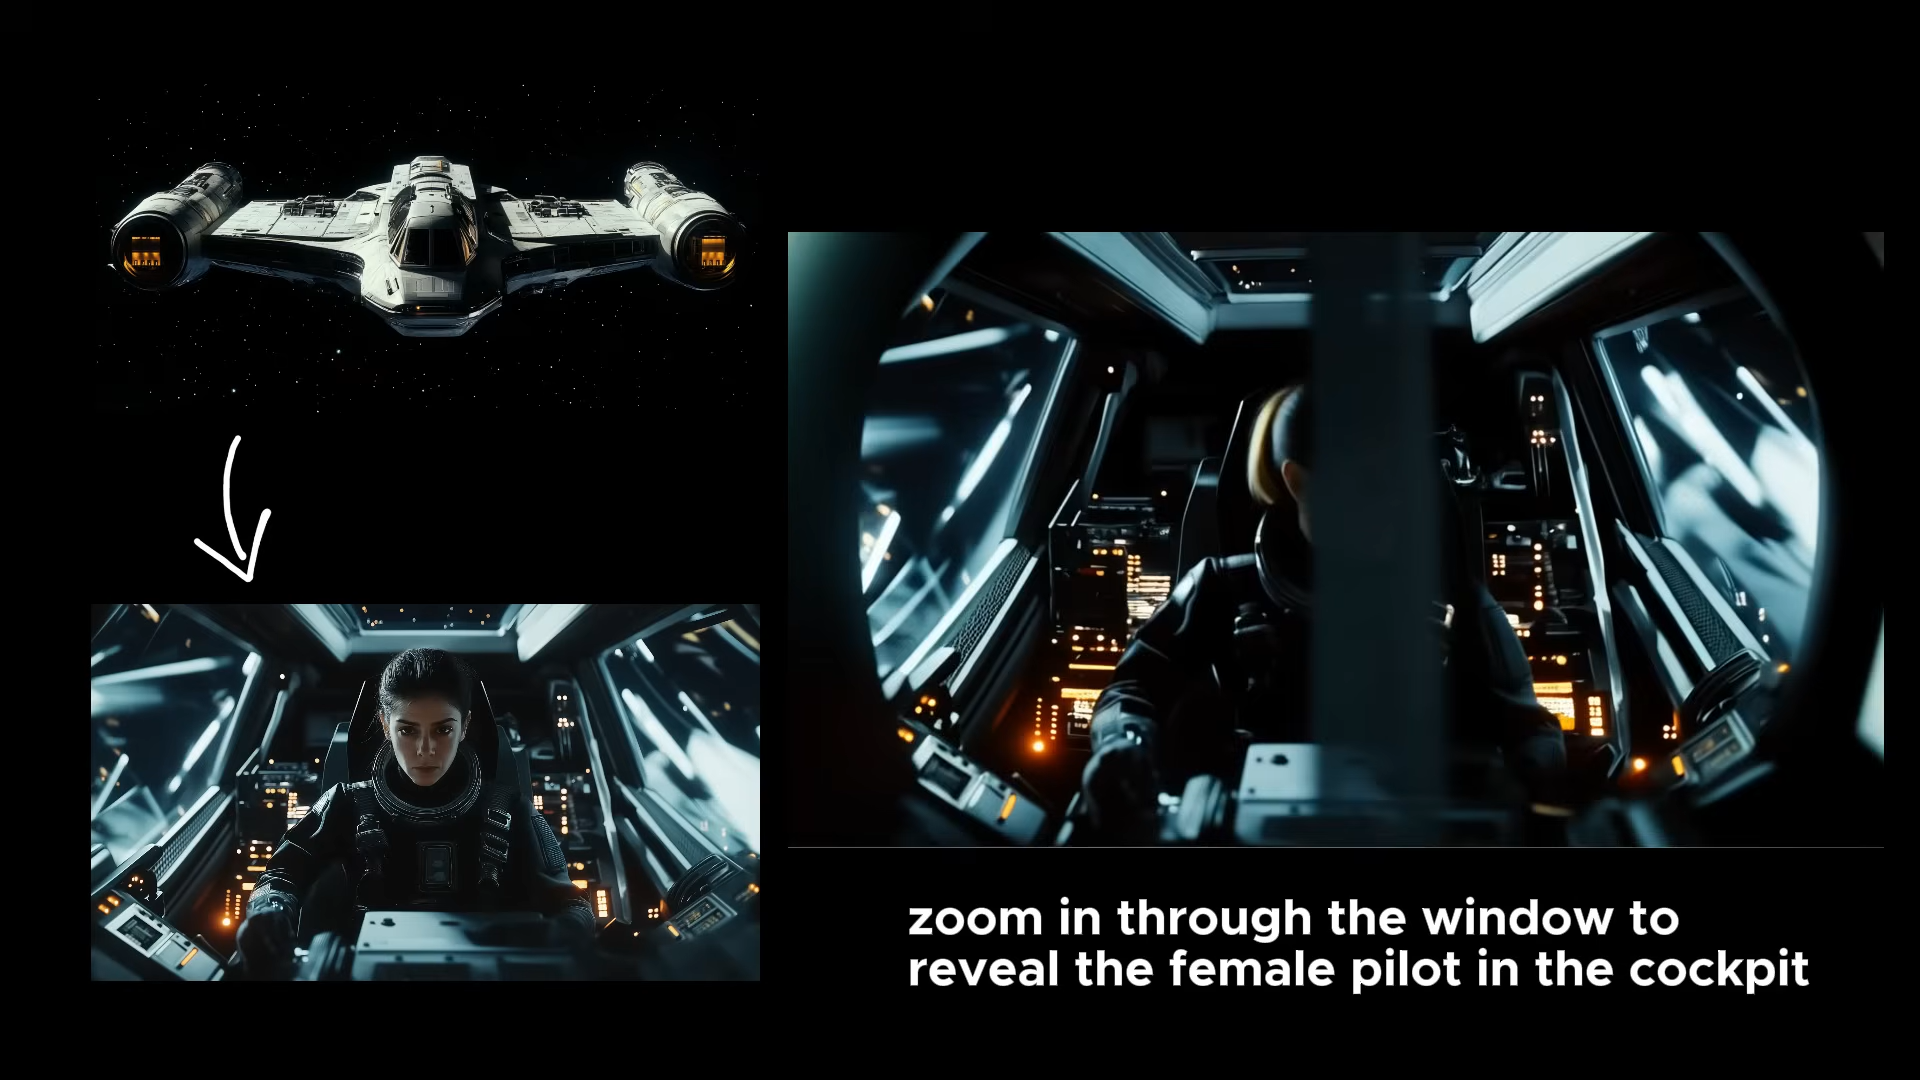 zoom in through the window to
reveal the female pilot in the cockpit